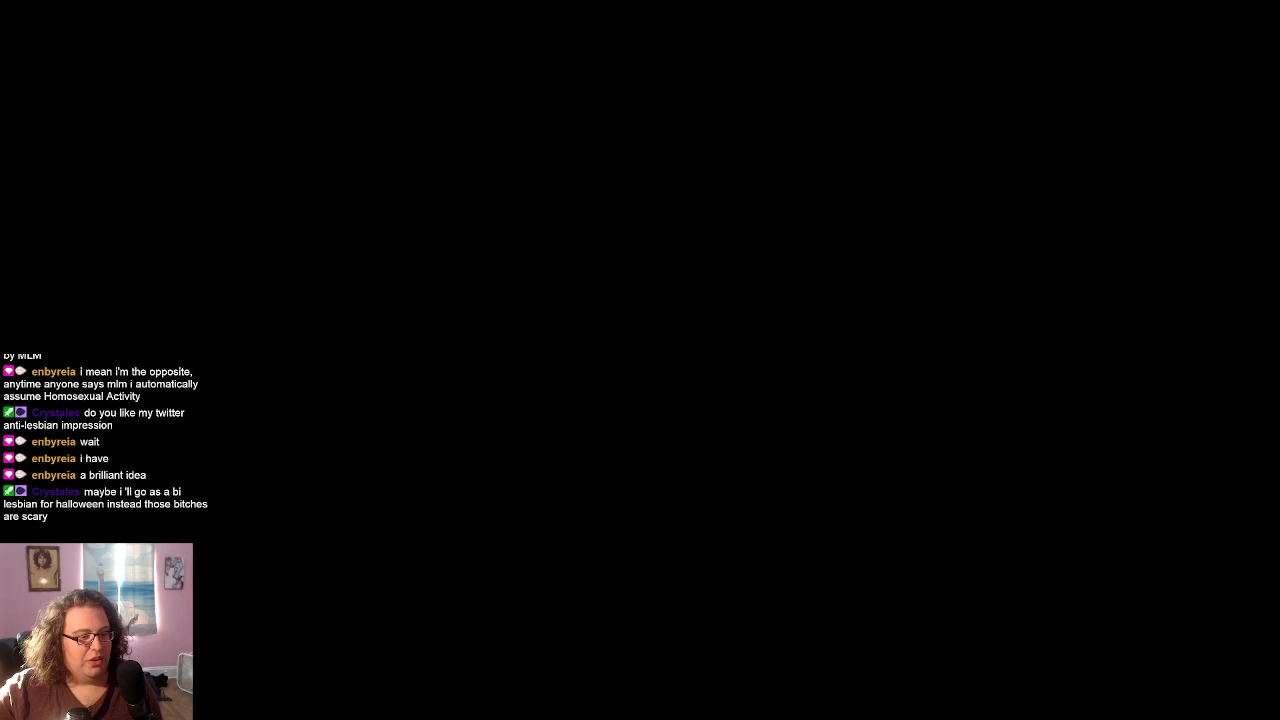 by MLM
enbyreia i mean i'm the opposite,
anytime anyone says mlm i automatically
assume Homosexual Activity
Crystales do you like my twitter
anti-lesbian impression
enbyreia wait
enbyreia i have
enbyreia a brilliant idea
Crystales maybe i 'll go as a bi
lesbian for halloween instead those bitches
are scary